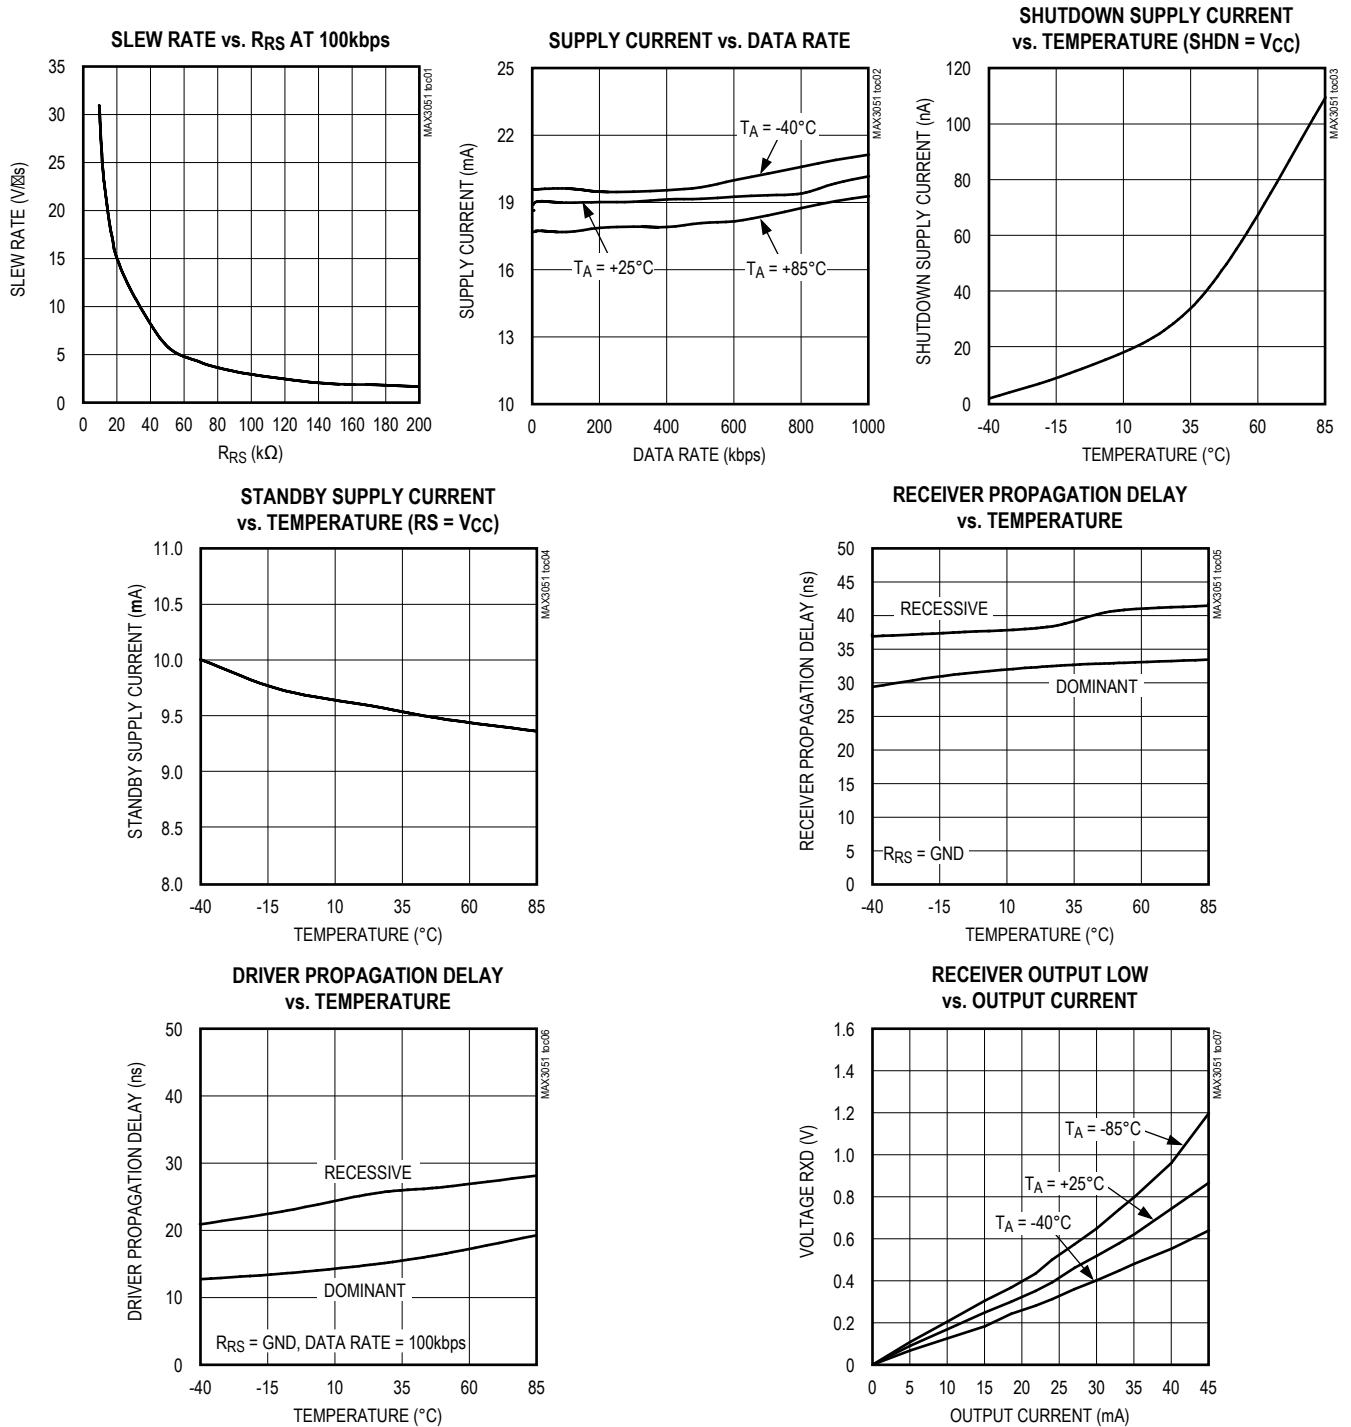 SLEW RATE vs. RRS AT 100kbps
35
30
25
20
15
10
5
0
SLEW RATE (V/☒s)
0 20 40 60 80 100 120 140 160 180 200
RRS (kΩ)
MAX3051 toc01
SUPPLY CURRENT vs. DATA RATE
25
22
19
16
13
10
SUPPLY CURRENT (mA)
TA = -40°C
TA = +25°C
TA = +85°C
0 200 400 600 800 1000
DATA RATE (kbps)
MAX3051 toc02
SHUTDOWN SUPPLY CURRENT
vs. TEMPERATURE (SHDN = VCC)
120
100
80
60
40
20
0
SHUTDOWN SUPPLY CURRENT (nA)
-40 -15 10 35 60 85
TEMPERATURE (°C)
MAX3051 toc03
STANDBY SUPPLY CURRENT
vs. TEMPERATURE (RS = VCC)
11.0
10.5
10.0
9.5
9.0
8.5
8.0
STANDBY SUPPLY CURRENT (mA)
-40 -15 10 35 60 85
TEMPERATURE (°C)
MAX3051 toc04
RECEIVER PROPAGATION DELAY
vs. TEMPERATURE
50
45
40
35
30
25
20
15
10
5
0
RECEIVER PROPAGATION DELAY (ns)
RECESSIVE
DOMINANT
RRS = GND
-40 -15 10 35 60 85
TEMPERATURE (°C)
MAX3051 toc05
DRIVER PROPAGATION DELAY
vs. TEMPERATURE
50
40
30
20
10
0
DRIVER PROPAGATION DELAY (ns)
RECESSIVE
DOMINANT
RRS = GND, DATA RATE = 100kbps
-40 -15 10 35 60 85
TEMPERATURE (°C)
MAX3051 toc06
RECEIVER OUTPUT LOW
vs. OUTPUT CURRENT
1.6
1.4
1.2
1.0
0.8
0.6
0.4
0.2
0
VOLTAGE RXD (V)
TA = -85°C
TA = +25°C
TA = -40°C
0 5 10 15 20 25 30 35 40 45
OUTPUT CURRENT (mA)
MAX3051 toc07